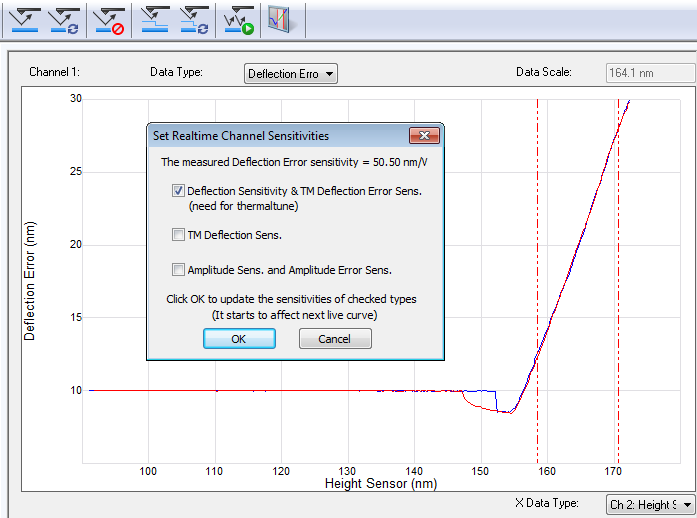 Channel 1:
Data Type:
Deflection Erro
Data Scale:
164.1 nm
Set Realtime Channel Sensitivities
The measured Deflection Error sensitivity = 50.50 nm/V
Deflection Sensitivity & TM Deflection Error Sens.
(need for thermaltune)
TM Deflection Sens.
Amplitude Sens. and Amplitude Error Sens.
Click OK to update the sensitivities of checked types
(It starts to affect next live curve)
OK
Cancel
Deflection Error (nm)
30
25
20
15
10
100
110
120
130
140
150
160
170
Height Sensor (nm)
X Data Type:
Ch 2: Height S